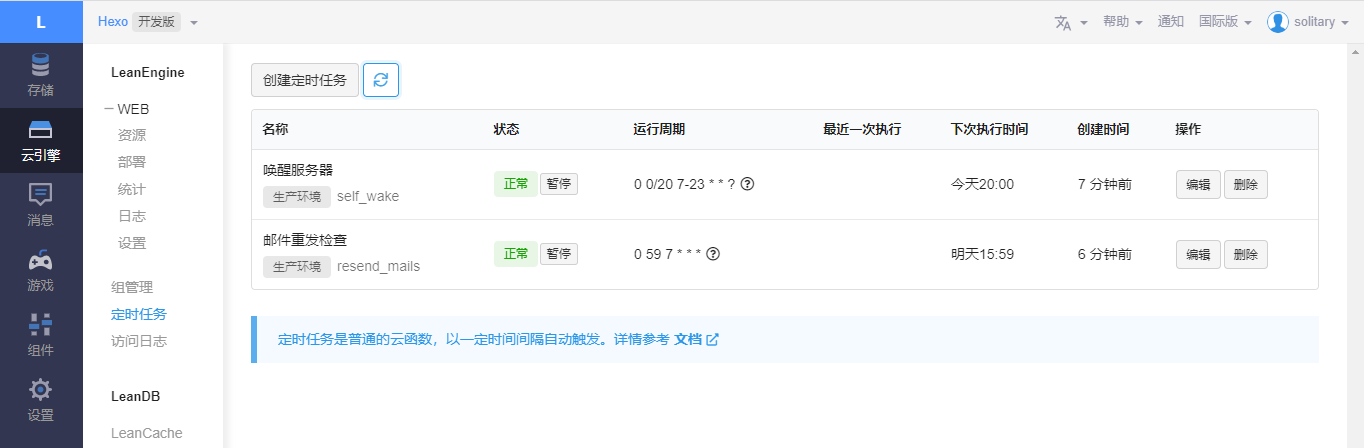 L
Hexo 开发版
帮助
通知
国际版
solitary
存储
云引擎
消息
游戏
组件
设置
LeanEngine
WEB
资源
部署
统计
日志
设置
组管理
定时任务
访问日志
LeanDB
LeanCache
创建定时任务
名称 状态 运行周期 最近一次执行 下次执行时间 创建时间 操作
唤醒服务器
生产环境 self_wake 正常 暂停 0 0/20 7-23 * * ? 今天20:00 7 分钟前 编辑 删除
邮件重发检查
生产环境 resend_mails 正常 暂停 0 59 7 * * * 明天15:59 6 分钟前 编辑 删除
定时任务是普通的云函数，以一定时间间隔自动触发。详情参考 文档